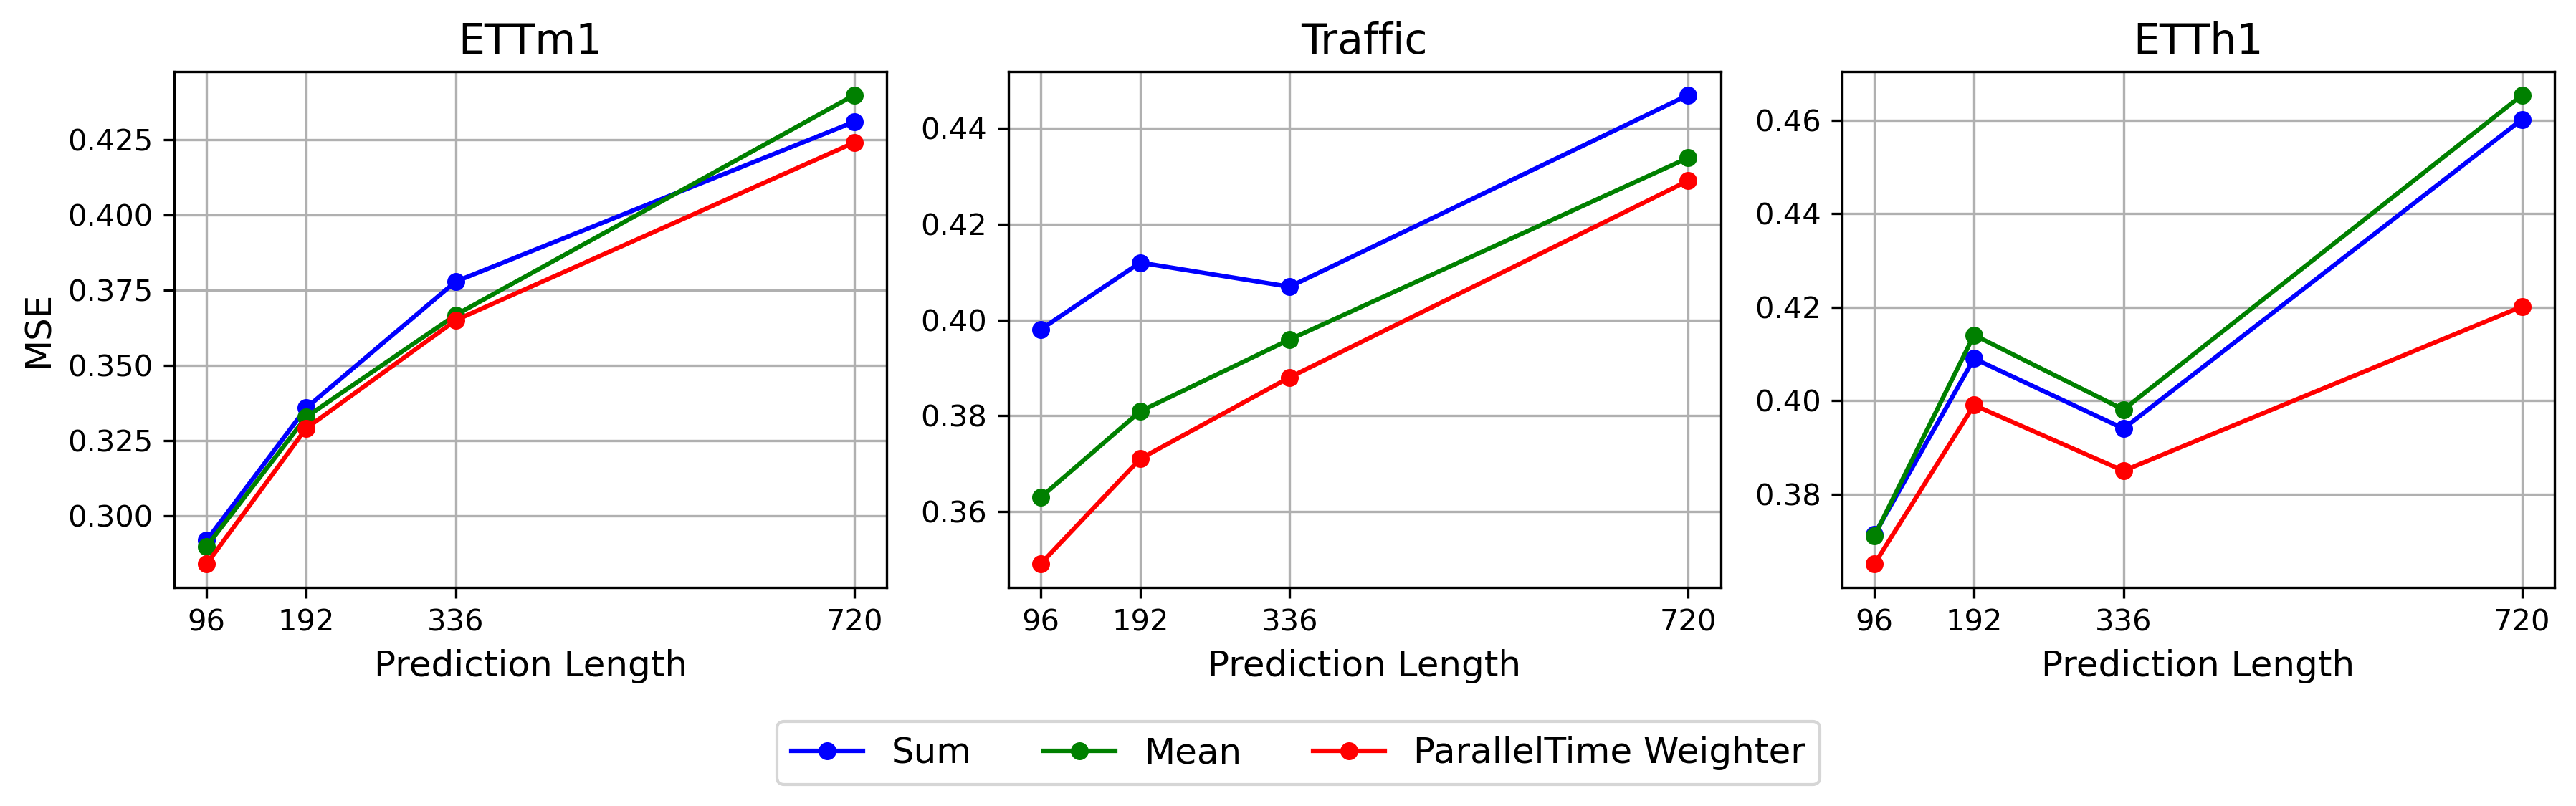 ETTm1
Traffic
ETTh1
MSE
0.425
0.400
0.375
0.350
0.325
0.300
96 192 336 720
Prediction Length
0.44
0.42
0.40
0.38
0.36
96 192 336 720
Prediction Length
0.46
0.44
0.42
0.40
0.38
96 192 336 720
Prediction Length
Sum Mean ParallelTime Weighter